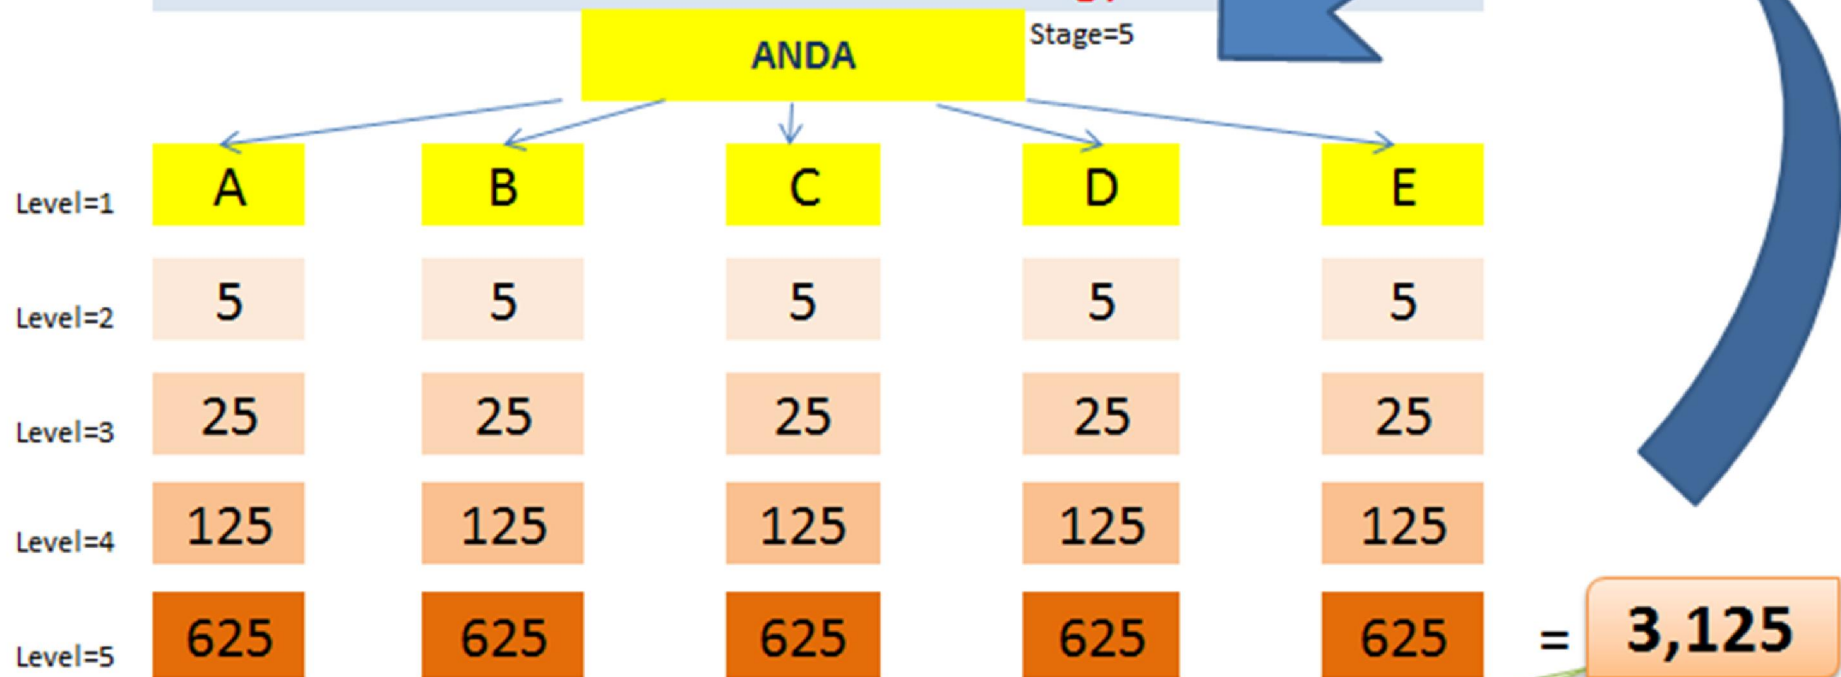 ANDA
Stage=5
Level=1 A B C D E
Level=2 5 5 5 5 5
Level=3 25 25 25 25 25
Level=4 125 125 125 125 125
Level=5 625 625 625 625 625 = 3,125